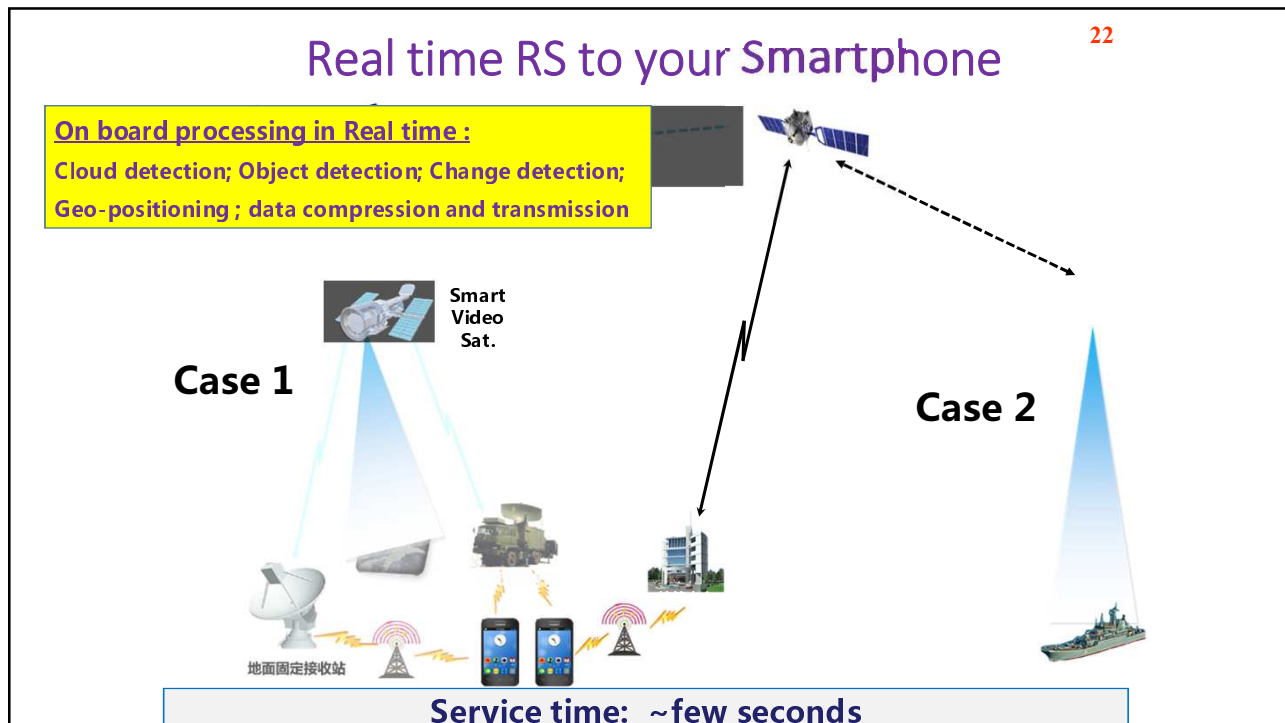 22
Real time RS to your Smartphone
On board processing in Real time :
Cloud detection; Object detection; Change detection;
Geo-positioning ; data compression and transmission
Smart
Video
Sat.
Case 1
Case 2
地面固定接收站
Service time: ~few seconds